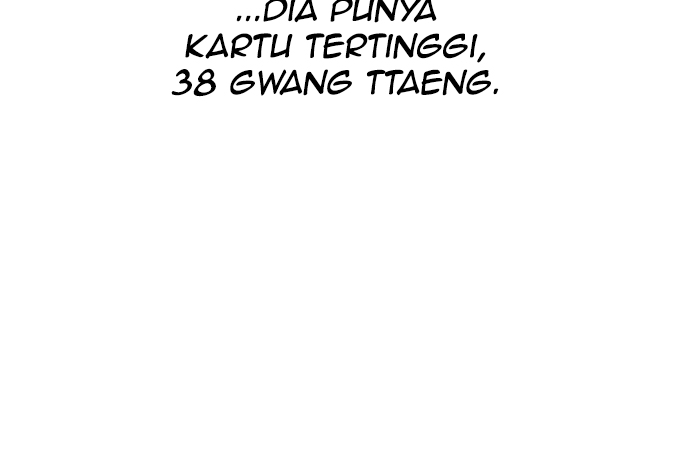 ...DIA PUNYA
KARTU TERTINGGI,
38 GWANG TTAENG.